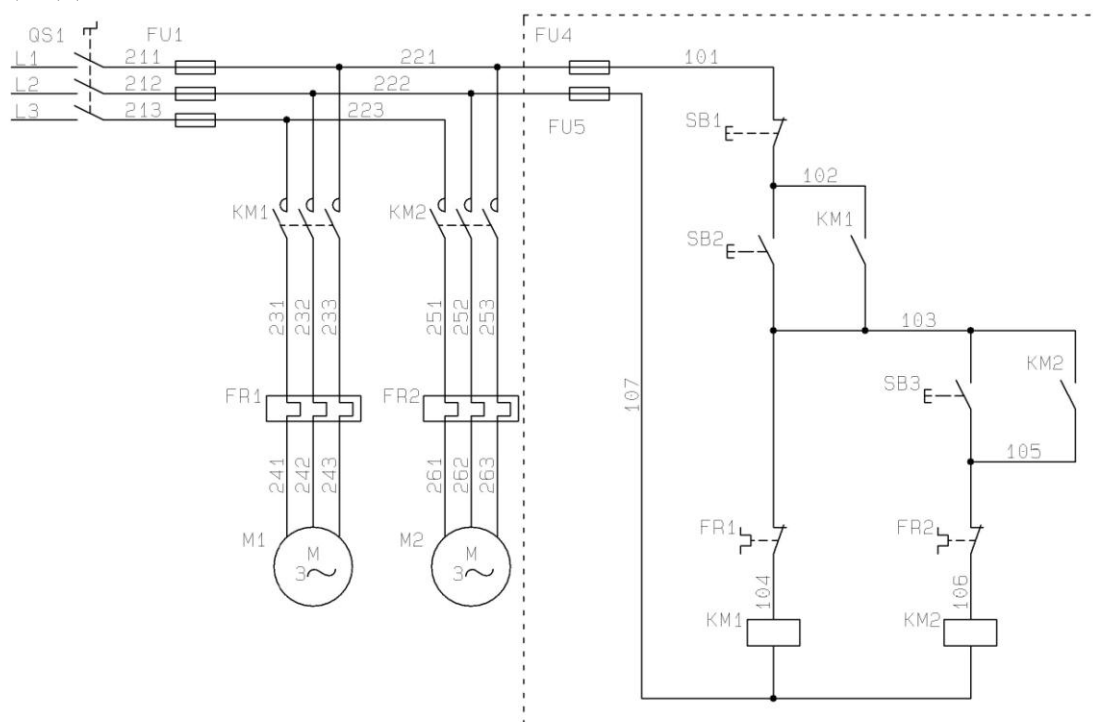 QS1 FU1 FU4
L1 211 221 101
L2 212 222
L3 213 223
FU5
SB1
102
KM1 KM2 SB2 KM1
231 232 233 251 252 253
103
FR1 FR2 107 SB3 KM2
241 242 243 261 262 263
105
M1 M 3~ M2 M 3~
FR1 FR2
104 106
KM1 KM2